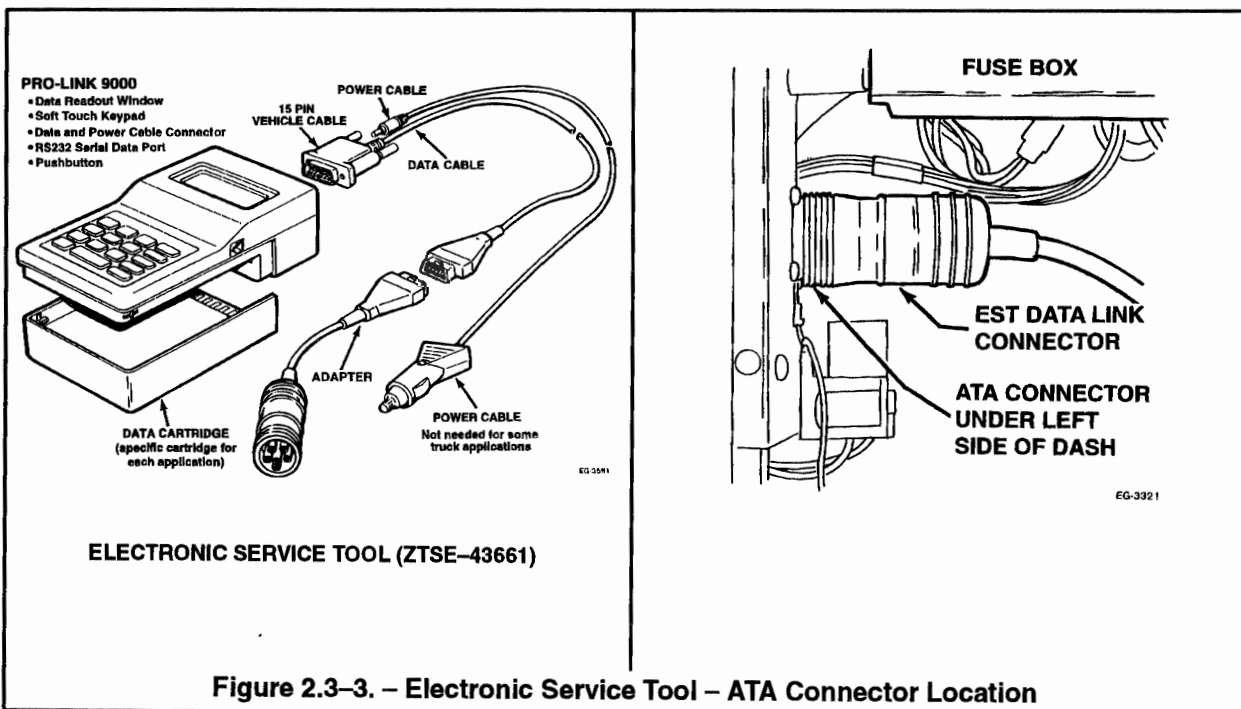 PRO-LINK 9000
• Data Readout Window
• Soft Touch Keypad
• Data and Power Cable Connector
• RS232 Serial Data Port
• Pushbutton
15 PIN
VEHICLE CABLE
POWER CABLE
DATA CABLE
ADAPTER
DATA CARTRIDGE
(specific cartridge for
each application)
POWER CABLE
Not needed for some
truck applications
EG-3581
ELECTRONIC SERVICE TOOL (ZTSE–43661)
FUSE BOX
EST DATA LINK
CONNECTOR
ATA CONNECTOR
UNDER LEFT
SIDE OF DASH
EG-3321
Figure 2.3–3. – Electronic Service Tool – ATA Connector Location